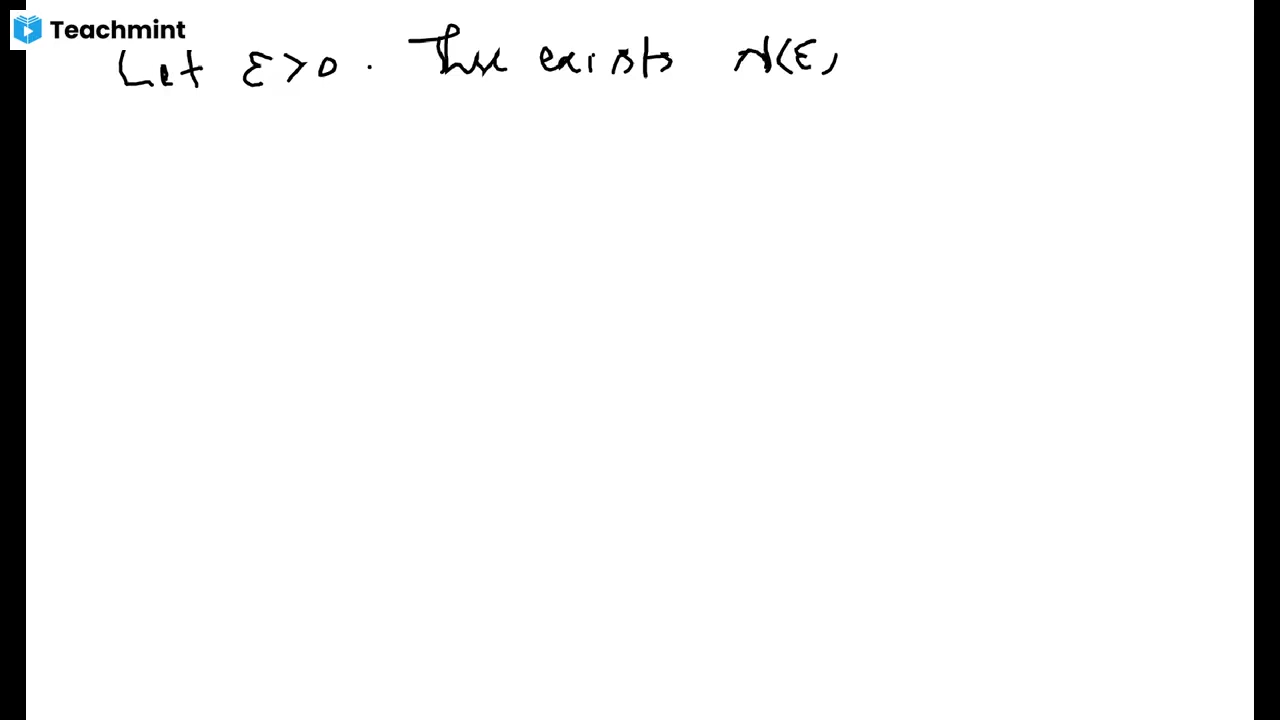 Teachmint
Let ε>0. There exists N(ε)